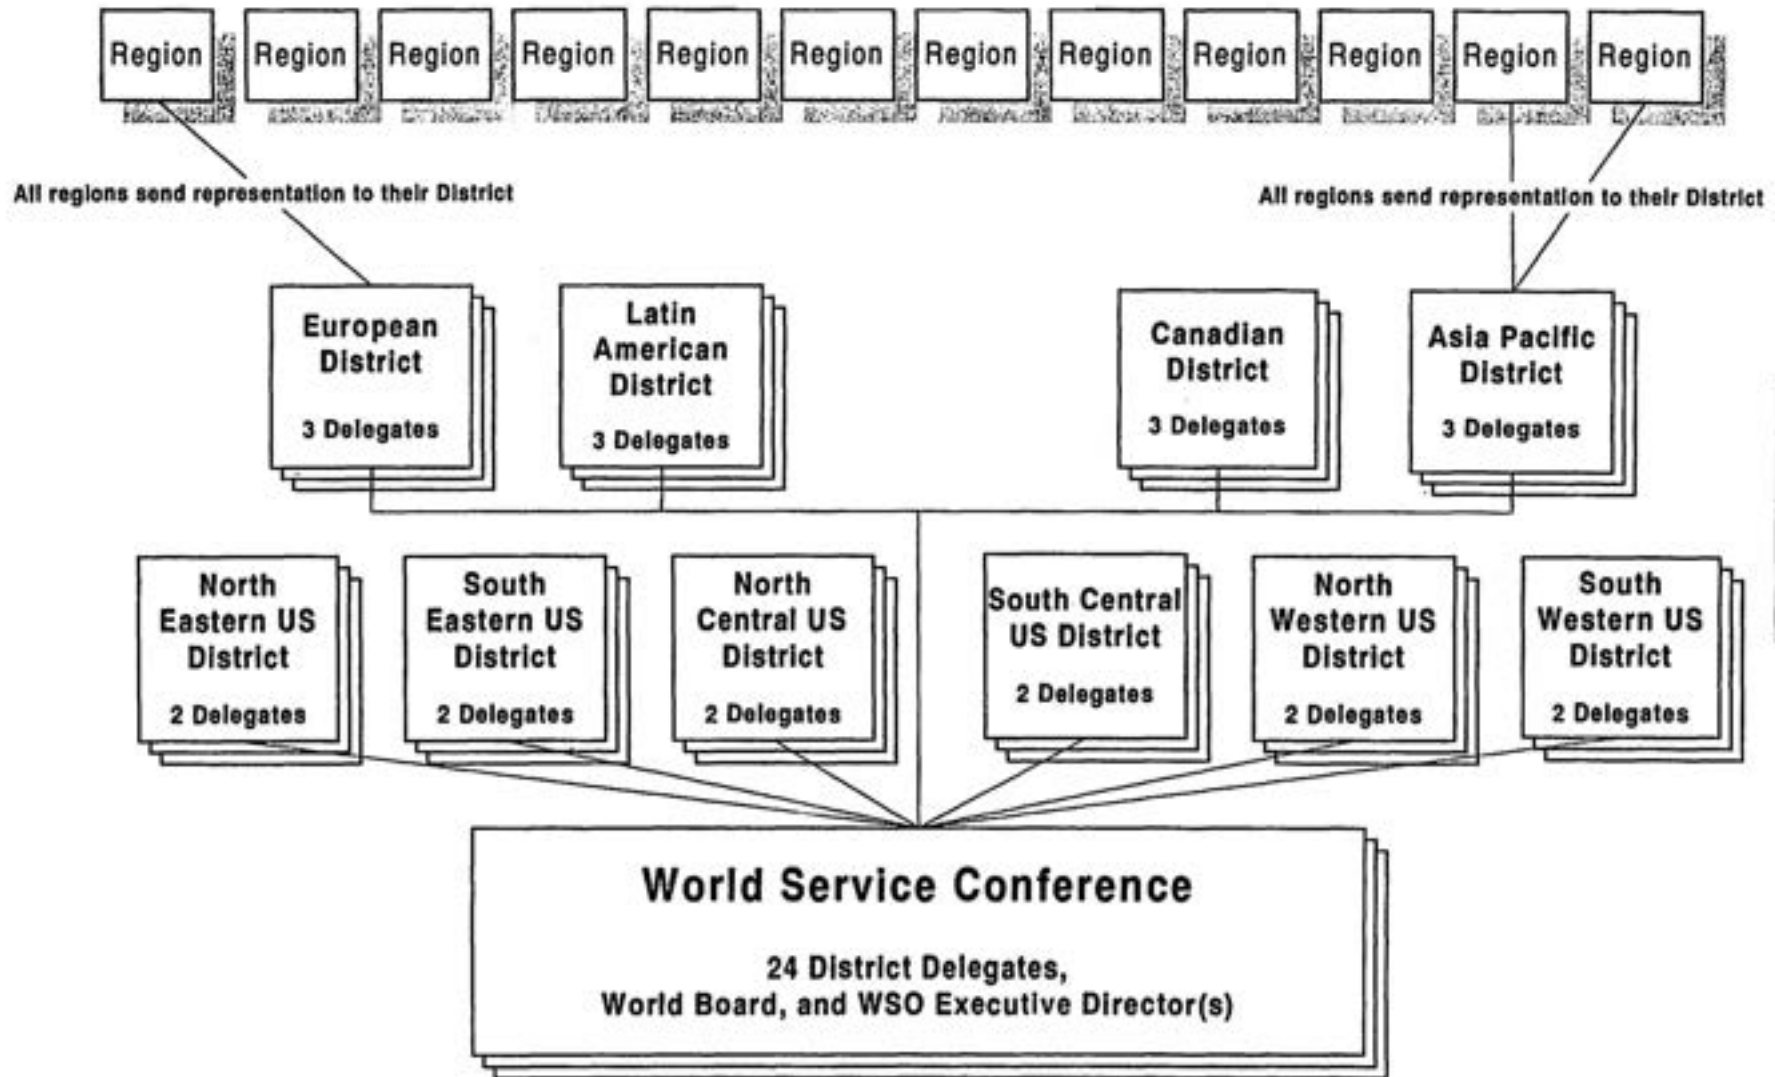 Region Region Region Region Region Region Region Region Region Region Region Region
All regions send representation to their District
All regions send representation to their District
European
District
3 Delegates
Latin
American
District
3 Delegates
Canadian
District
3 Delegates
Asia Pacific
District
3 Delegates
North
Eastern US
District
2 Delegates
South
Eastern US
District
2 Delegates
North
Central US
District
2 Delegates
South Central
US District
2 Delegates
North
Western US
District
2 Delegates
South
Western US
District
2 Delegates
World Service Conference
24 District Delegates,
World Board, and WSO Executive Director(s)